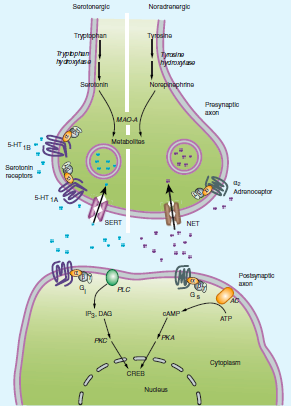 Serotonergic
Noradrenergic
Tryptophan
Tyrosine
Tryptophan
hydroxylase
Tyrosine
hydroxylase
Serotonin
Norepinephrine
MAO-A
Presynaptic
axon
Metabolites
5-HT1B
Serotonin
receptors
5-HT1A
α2
Adrenoceptor
SERT
NET
Postsynaptic
axon
Gi
PLC
Gs
AC
IP3, DAG
cAMP
ATP
PKC
PKA
CREB
Cytoplasm
Nucleus